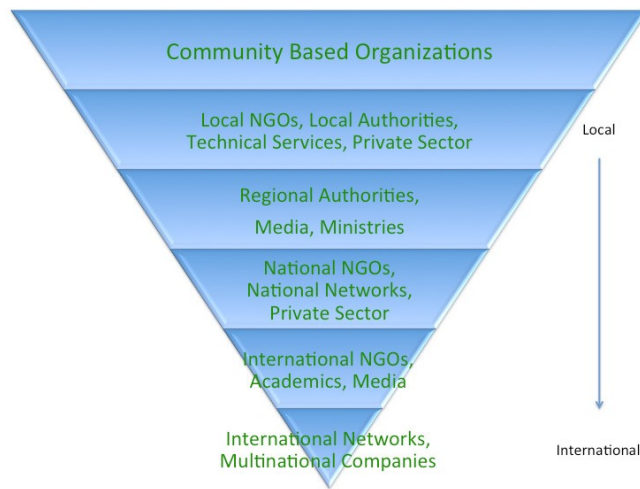 Community Based Organizations
Local NGOs, Local Authorities,
Technical Services, Private Sector
Local
Regional Authorities,
Media, Ministries
National NGOs,
National Networks,
Private Sector
International NGOs,
Academics, Media
International Networks,
Multinational Companies
International